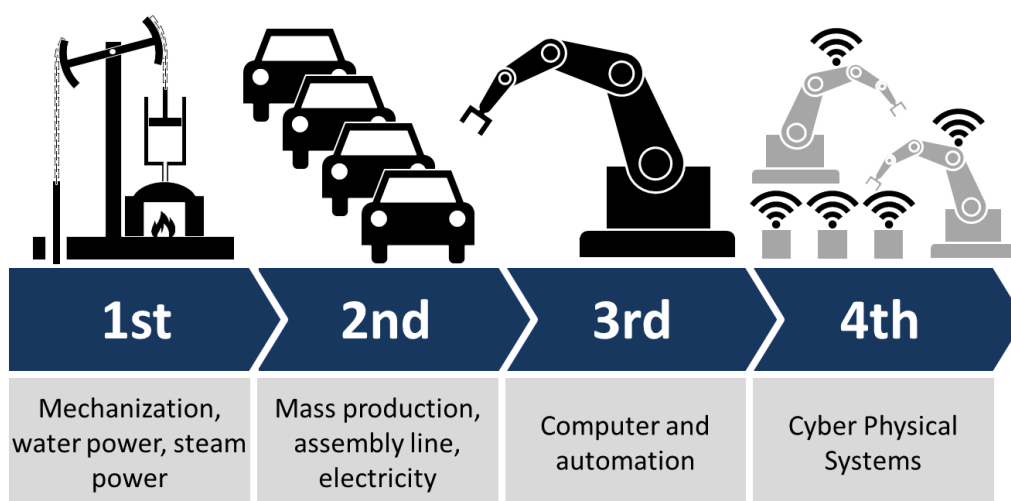 1st
2nd
3rd
4th
Mechanization,
water power, steam
power
Mass production,
assembly line,
electricity
Computer and
automation
Cyber Physical
Systems